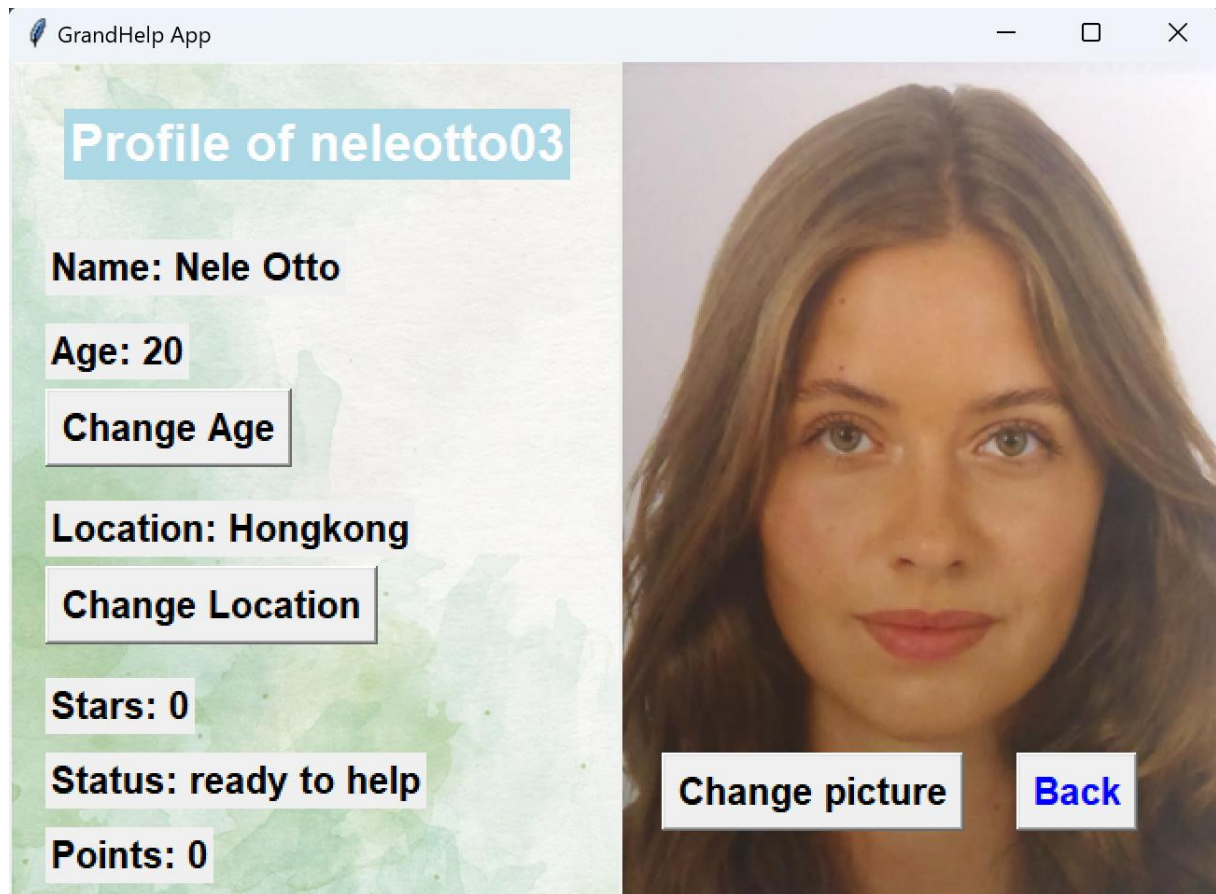 GrandHelp App
Profile of neleotto03
Name: Nele Otto
Age: 20
Change Age
Location: Hongkong
Change Location
Stars: 0
Status: ready to help
Points: 0
Change picture
Back